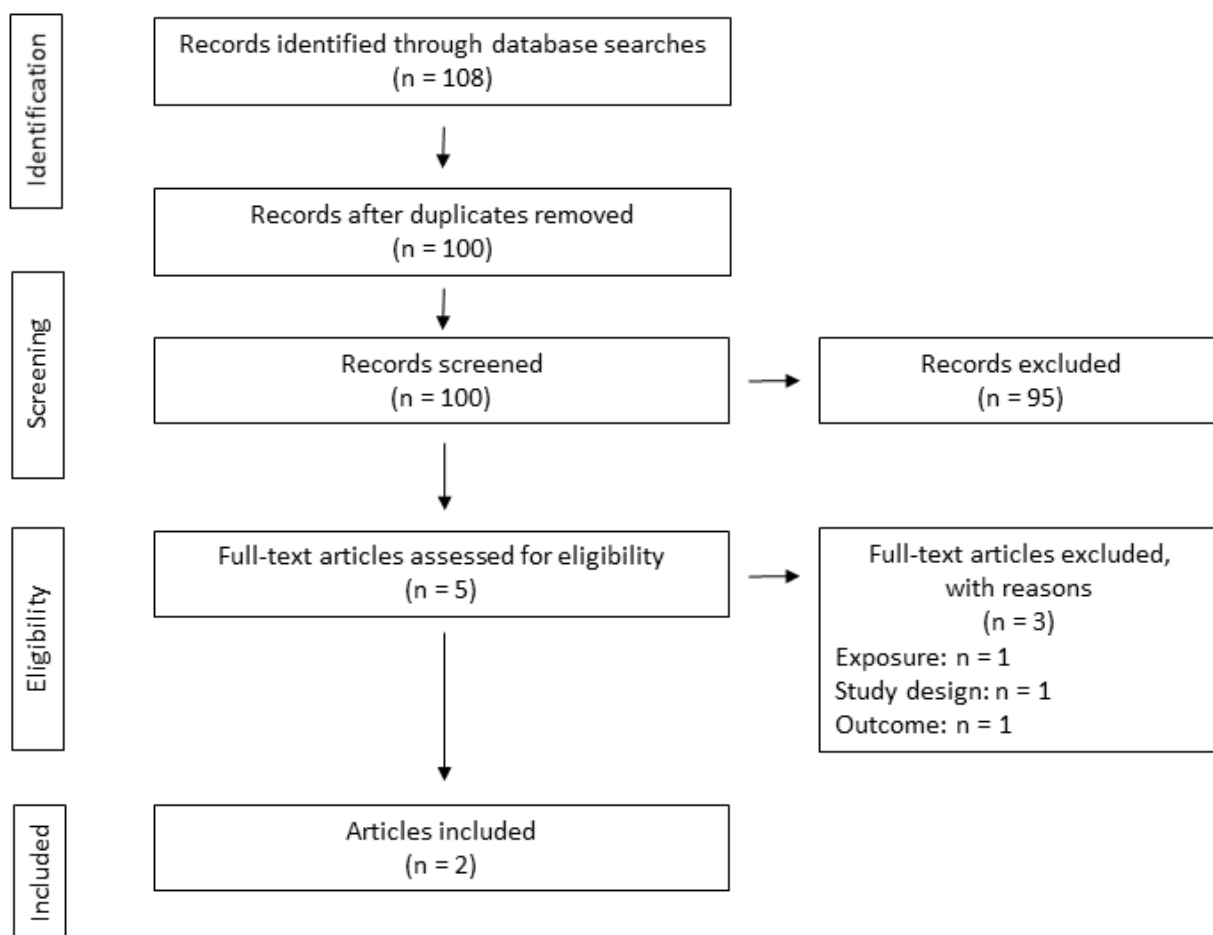 Identification
Records identified through database searches
(n = 108)
Records after duplicates removed
(n = 100)
Screening
Records screened
(n = 100)
Records excluded
(n = 95)
Eligibility
Full-text articles assessed for eligibility
(n = 5)
Full-text articles excluded,
with reasons
(n = 3)
Exposure: n = 1
Study design: n = 1
Outcome: n = 1
Included
Articles included
(n = 2)